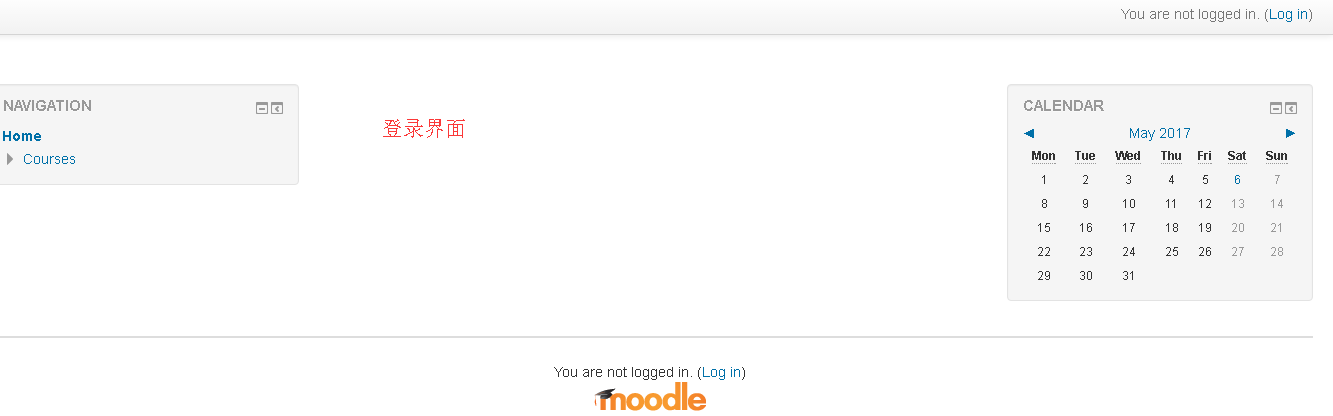 You are not logged in. (Log in)
NAVIGATION
Home
Courses
登录界面
CALENDAR
◀ May 2017 ▶
Mon Tue Wed Thu Fri Sat Sun
1 2 3 4 5 6 7
8 9 10 11 12 13 14
15 16 17 18 19 20 21
22 23 24 25 26 27 28
29 30 31
You are not logged in. (Log in)
moodle